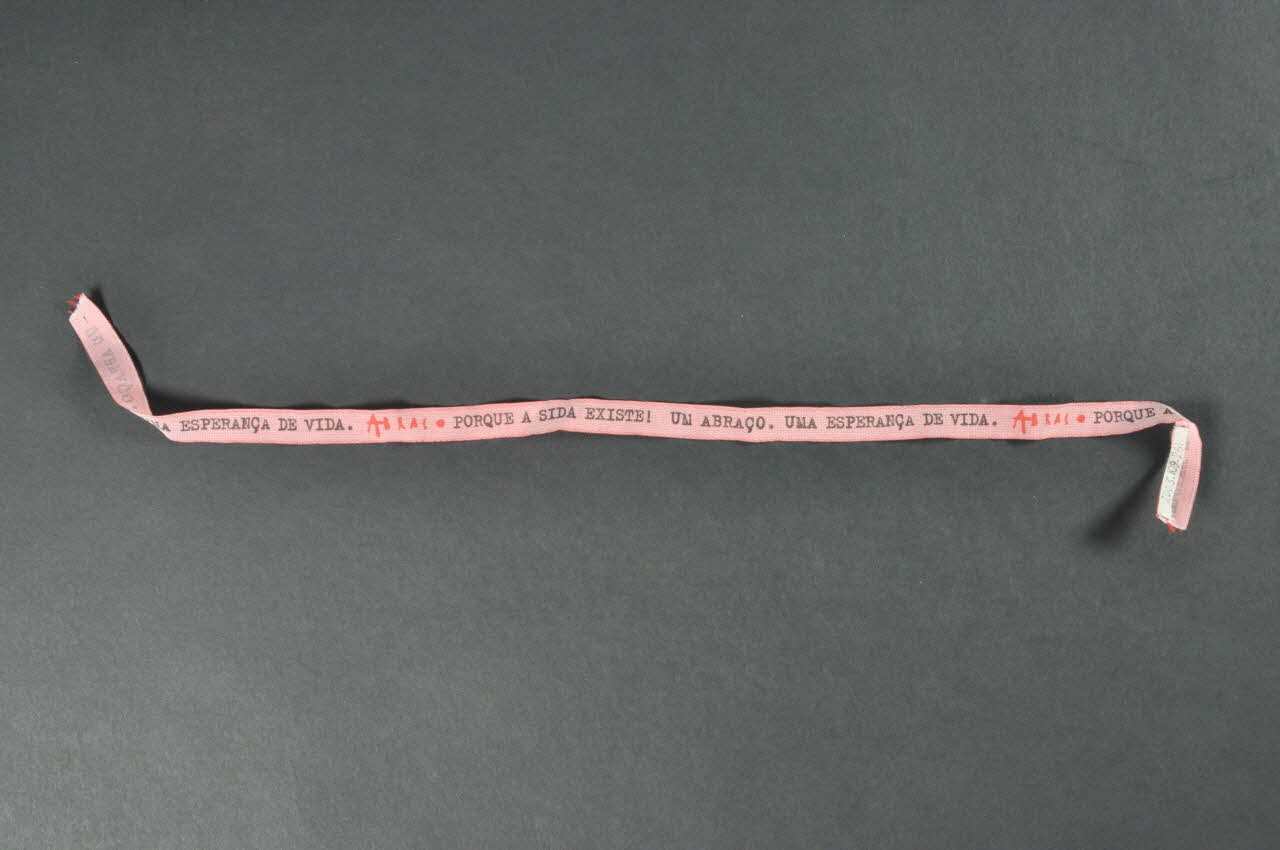 ESPERANÇA DE VIDA. ABRAÇO PORQUE A SIDA EXISTE! UM ABRAÇO. UMA ESPERANÇA DE VIDA. ABRAÇO PORQUE A